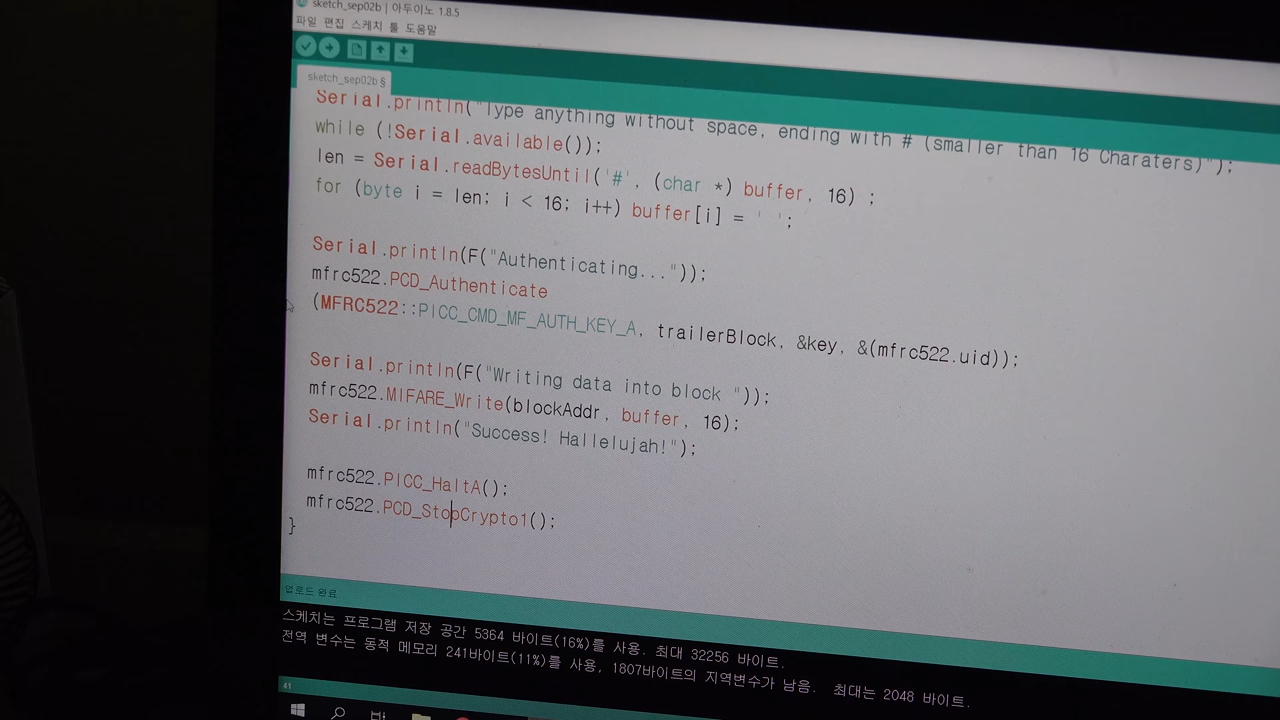 sketch_sep02b | 아두이노 1.8.5
파일 편집 스케치 툴 도움말
sketch_sep02b §
Serial.println("Type anything without space, ending with # (smaller than 16 Charaters)");
while (!Serial.available());
len = Serial.readBytesUntil('#', (char *) buffer, 16) ;
for (byte i = len; i < 16; i++) buffer[i] = ' ';
Serial.println(F("Authenticating..."));
mfrc522.PCD_Authenticate
(MFRC522::PICC_CMD_MF_AUTH_KEY_A, trailerBlock, &key, &(mfrc522.uid));
Serial.println(F("Writing data into block "));
mfrc522.MIFARE_Write(blockAddr, buffer, 16);
Serial.println("Success! Hallelujah!");
mfrc522.PICC_HaltA();
mfrc522.PCD_StopCrypto1();
}
업로드 완료
스케치는 프로그램 저장 공간 5364 바이트(16%)를 사용. 최대 32256 바이트.
전역 변수는 동적 메모리 241바이트(11%)를 사용, 1807바이트의 지역변수가 남음. 최대는 2048 바이트.
41